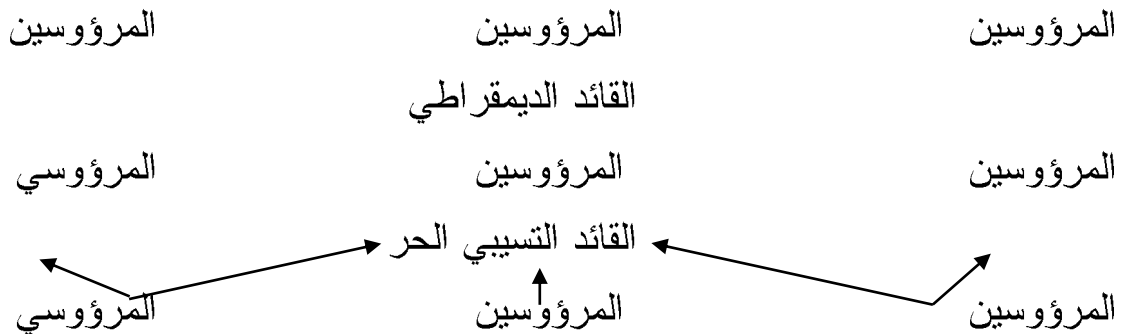 المرؤوسين المرؤوسين المرؤوسين
القائد الديمقراطي
المرؤوسين المرؤوسين المرؤوسي
القائد التسيبي الحر
المرؤوسين المرؤوسين المرؤوسي